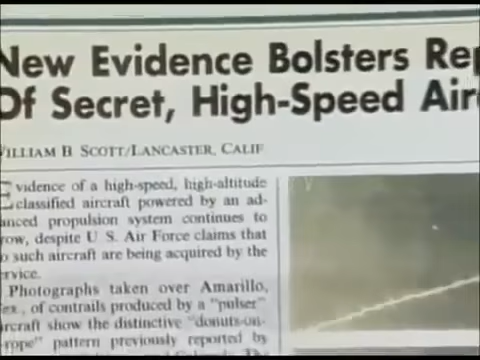 New Evidence Bolsters Rep
Of Secret, High-Speed Air
WILLIAM B. SCOTT/LANCASTER, CALIF
Evidence of a high-speed, high-altitude
classified aircraft powered by an ad-
anced propulsion system continues to
row, despite U.S. Air Force claims that
o such aircraft are being acquired by the
rvice.
Photographs taken over Amarillo,
ex., of contrails produced by a "pulser"
rcraft show the distinctive "donuts-on-
-rope" pattern previously reported by